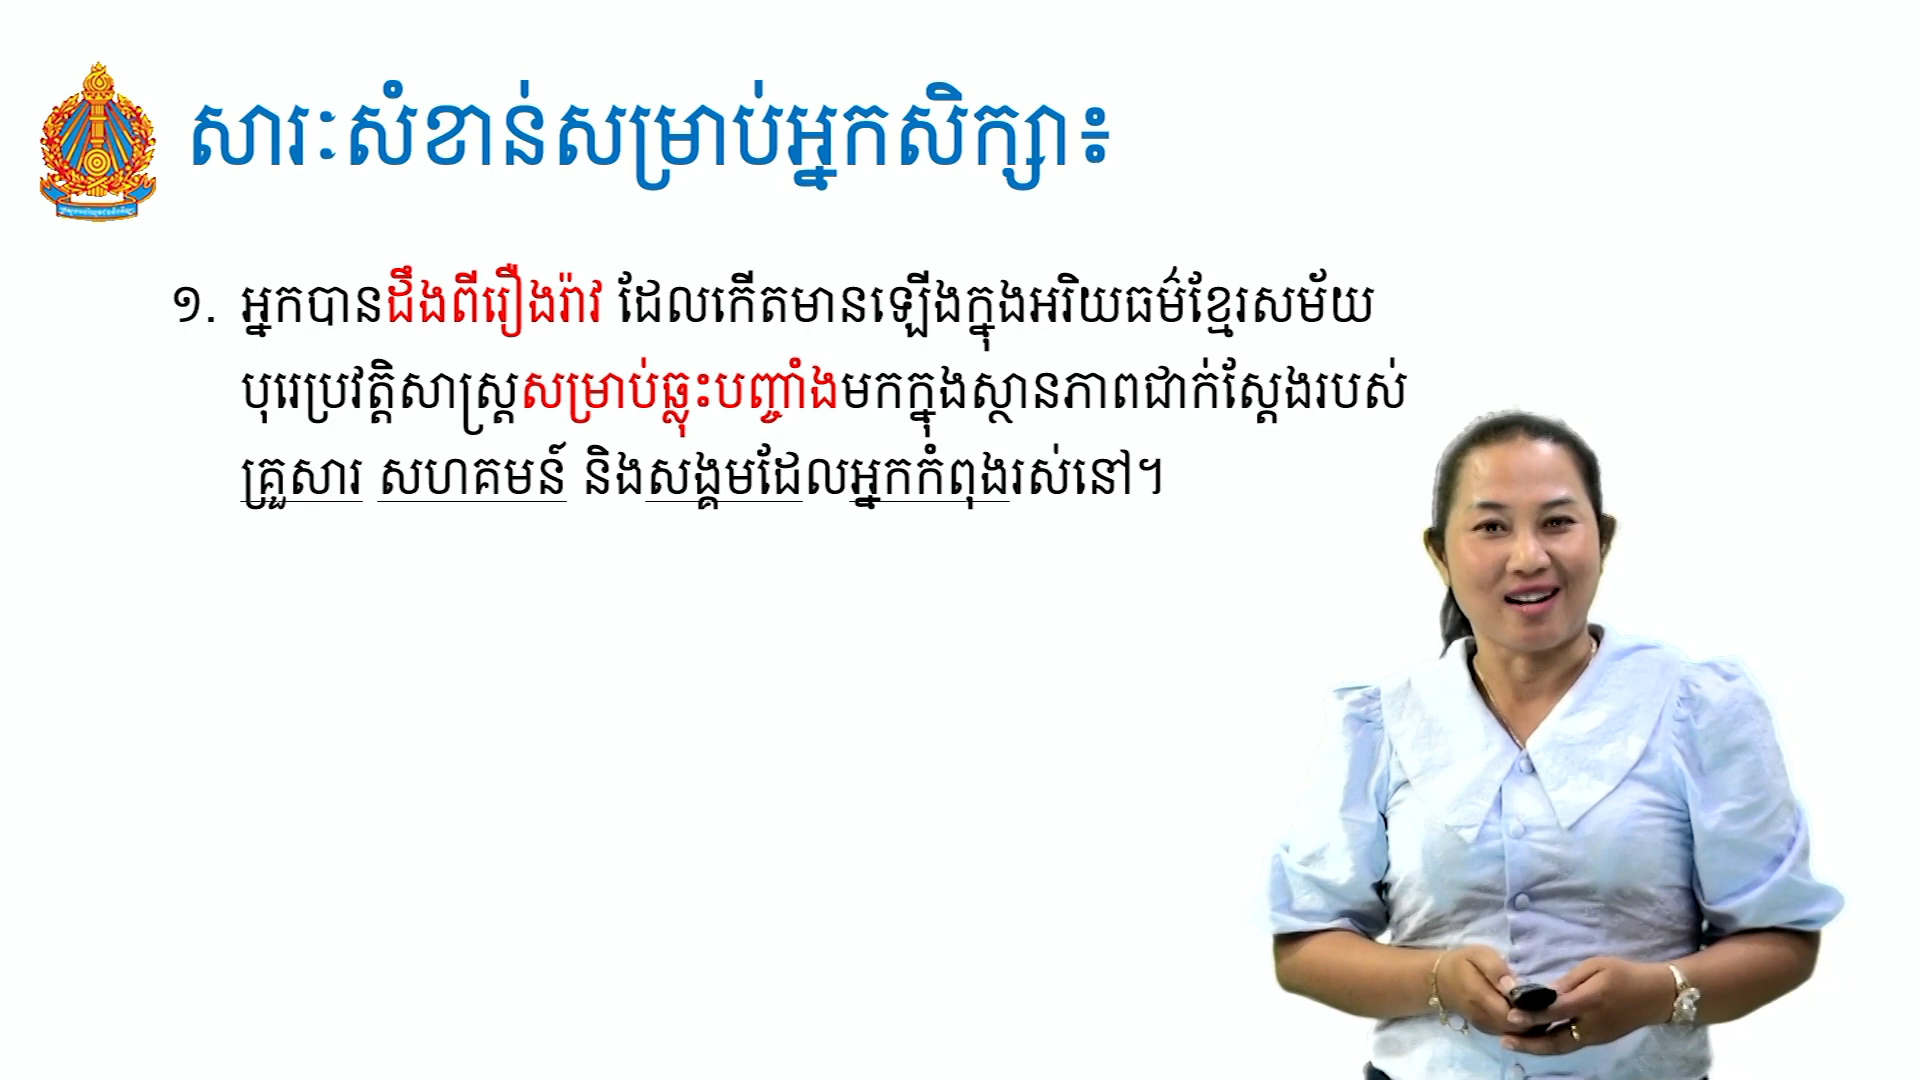 សារៈសំខាន់សម្រាប់អ្នកសិក្សា៖
១. អ្នកបានដឹងពីរឿងរ៉ាវ ដែលកើតមានឡើងក្នុងអរិយធម៌ខ្មែរសម័យ
បុរេប្រវត្តិសាស្ត្រសម្រាប់ឆ្លុះបញ្ចាំងមកក្នុងស្ថានភាពជាក់ស្តែងរបស់
គ្រួសារ សហគមន៍ និងសង្គមដែលអ្នកកំពុងរស់នៅ។